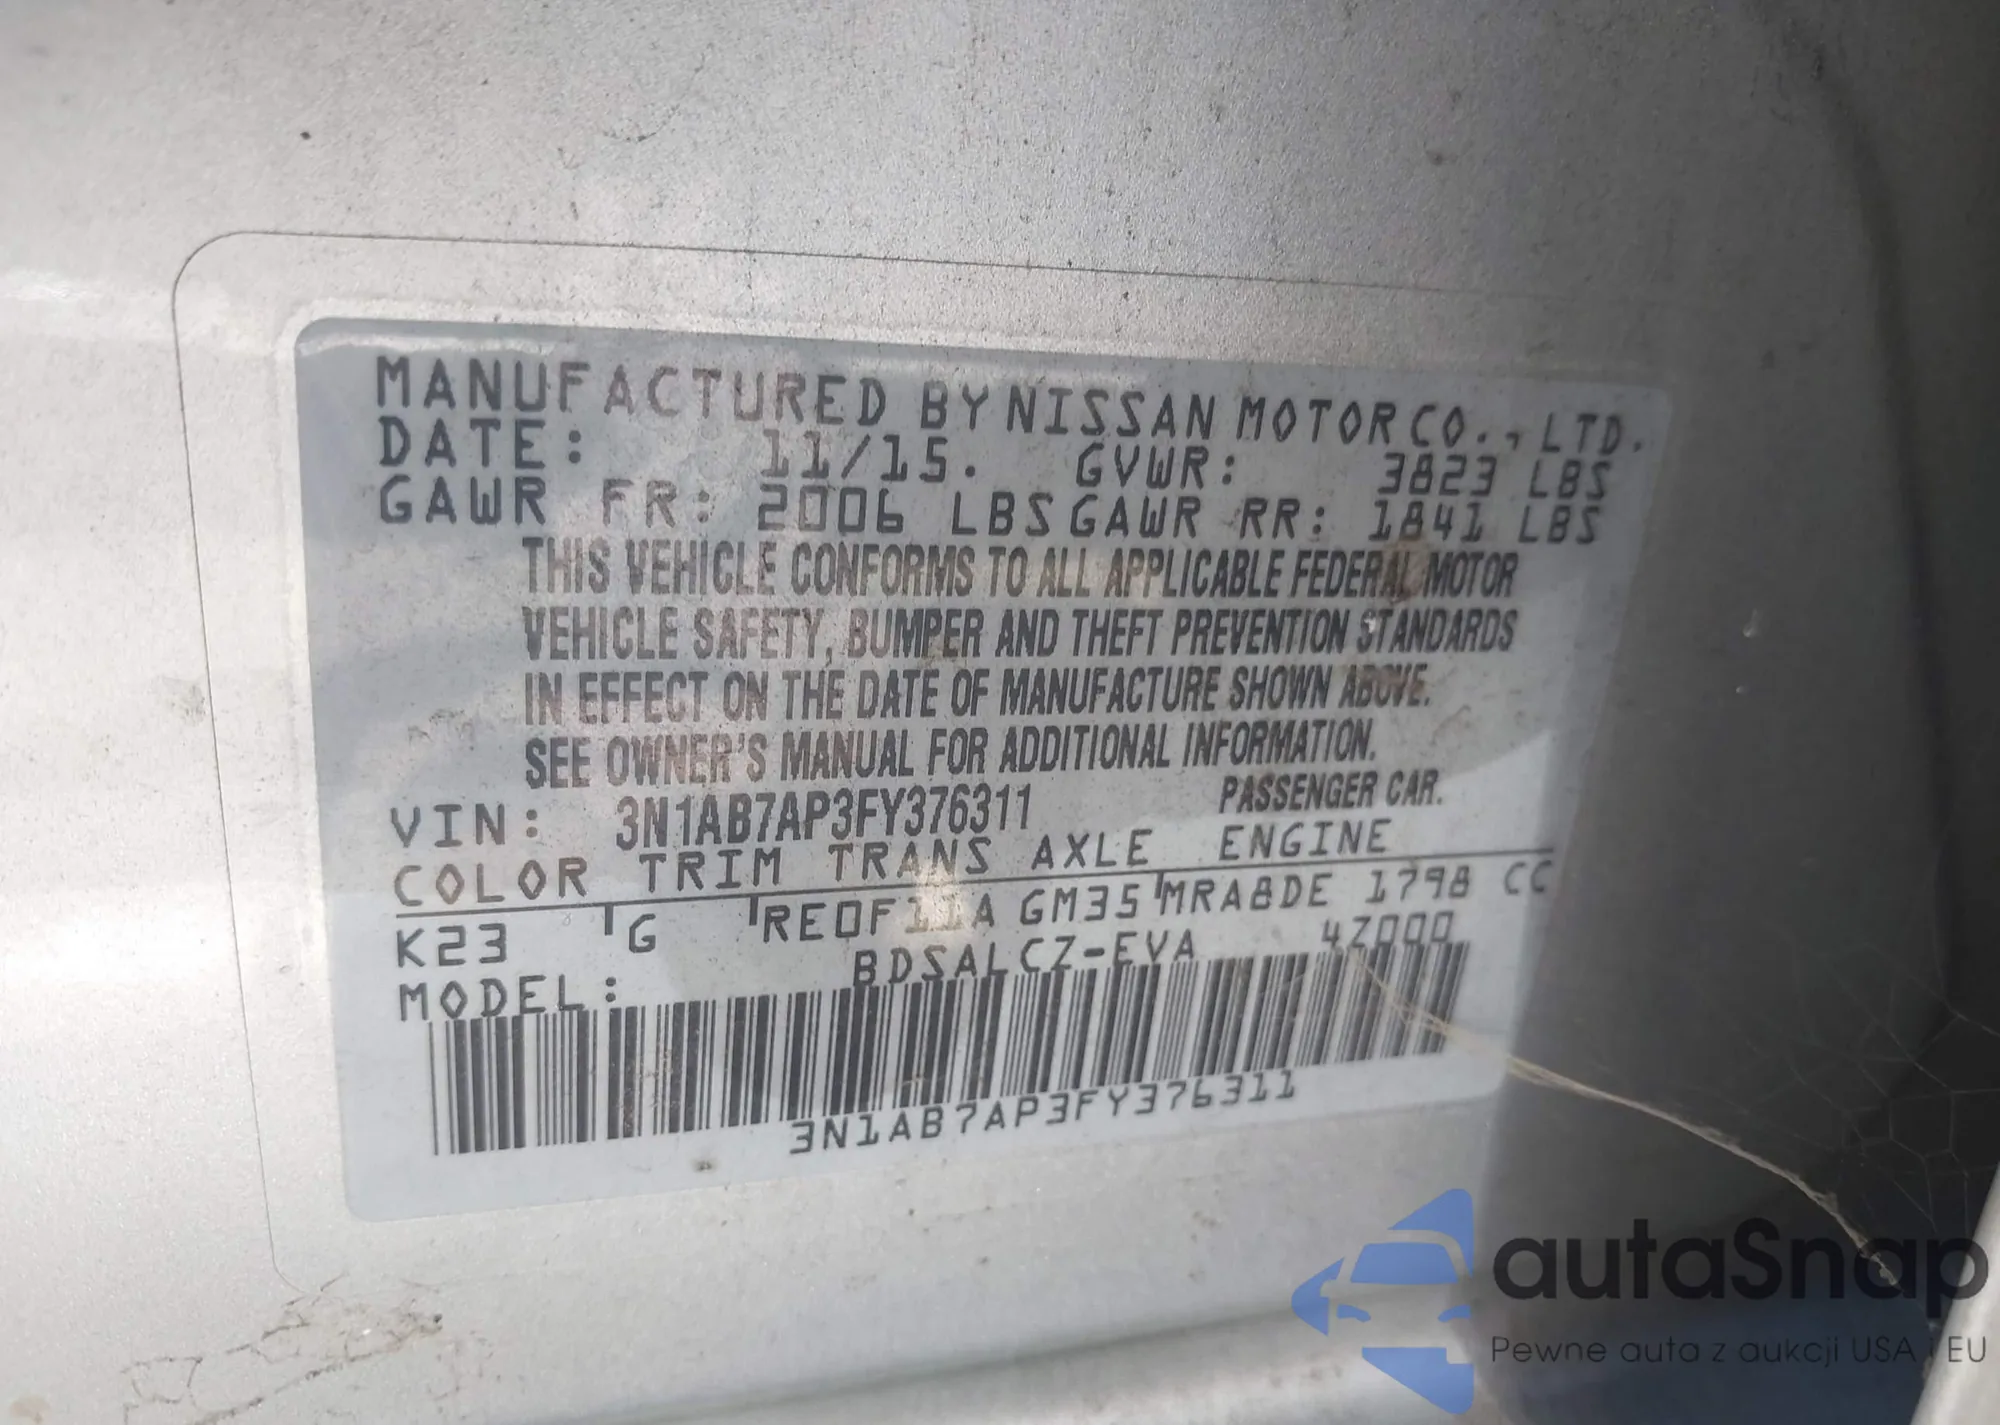 MANUFACTURED BY NISSAN MOTOR CO., LTD.
DATE: 11/15. GVWR: 3823 LBS
GAWR FR: 2006 LBS GAWR RR: 1841 LBS
THIS VEHICLE CONFORMS TO ALL APPLICABLE FEDERAL MOTOR
VEHICLE SAFETY, BUMPER AND THEFT PREVENTION STANDARDS
IN EFFECT ON THE DATE OF MANUFACTURE SHOWN ABOVE.
SEE OWNER'S MANUAL FOR ADDITIONAL INFORMATION.
VIN: 3N1AB7AP3FY376311 PASSENGER CAR.
COLOR TRIM TRANS AXLE ENGINE
K23 G RE0F11A GM35 MRA8DE 1798 CC
MODEL: BDSALCZ-EVA 4Z000
3N1AB7AP3FY376311
autaSnap
Pewne auta z aukcji USA i EU